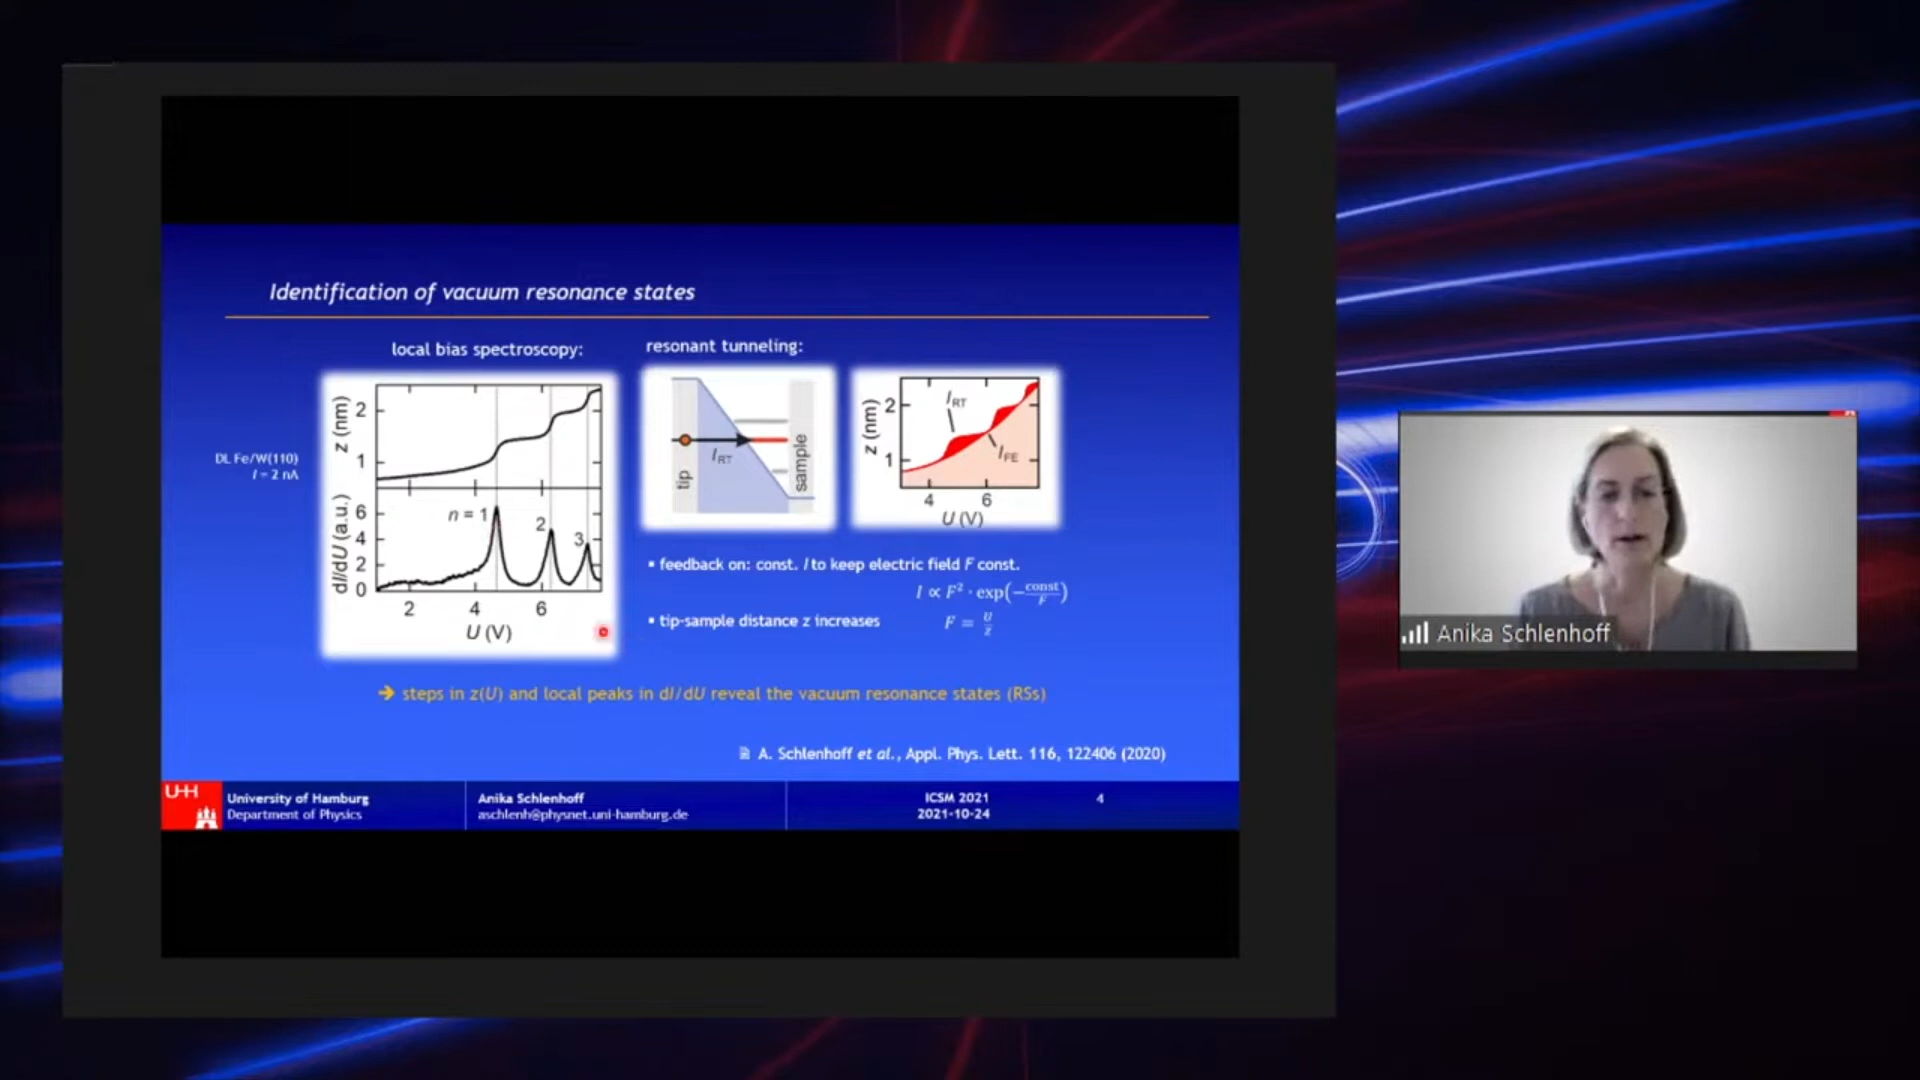 Identification of vacuum resonance states
local bias spectroscopy:
resonant tunneling:
DL Fe/W(110)
I = 2 nA
z (nm)
2
1
dI/dU (a.u.)
6
4
2
0
n = 1
2
3
2 4 6
U (V)
tip
I_RT
sample
z (nm)
2
1
I_RT
I_FE
4 6
U (V)
▪ feedback on: const. I to keep electric field F const.
I ∝ F² · exp(−const/F)
▪ tip-sample distance z increases
F = U/z
➔ steps in z(U) and local peaks in dI/dU reveal the vacuum resonance states (RSs)
A. Schlenhoff et al., Appl. Phys. Lett. 116, 122406 (2020)
UHH
University of Hamburg
Department of Physics
Anika Schlenhoff
aschlenh@physnet.uni-hamburg.de
ICSM 2021
2021-10-24
4
Anika Schlenhoff